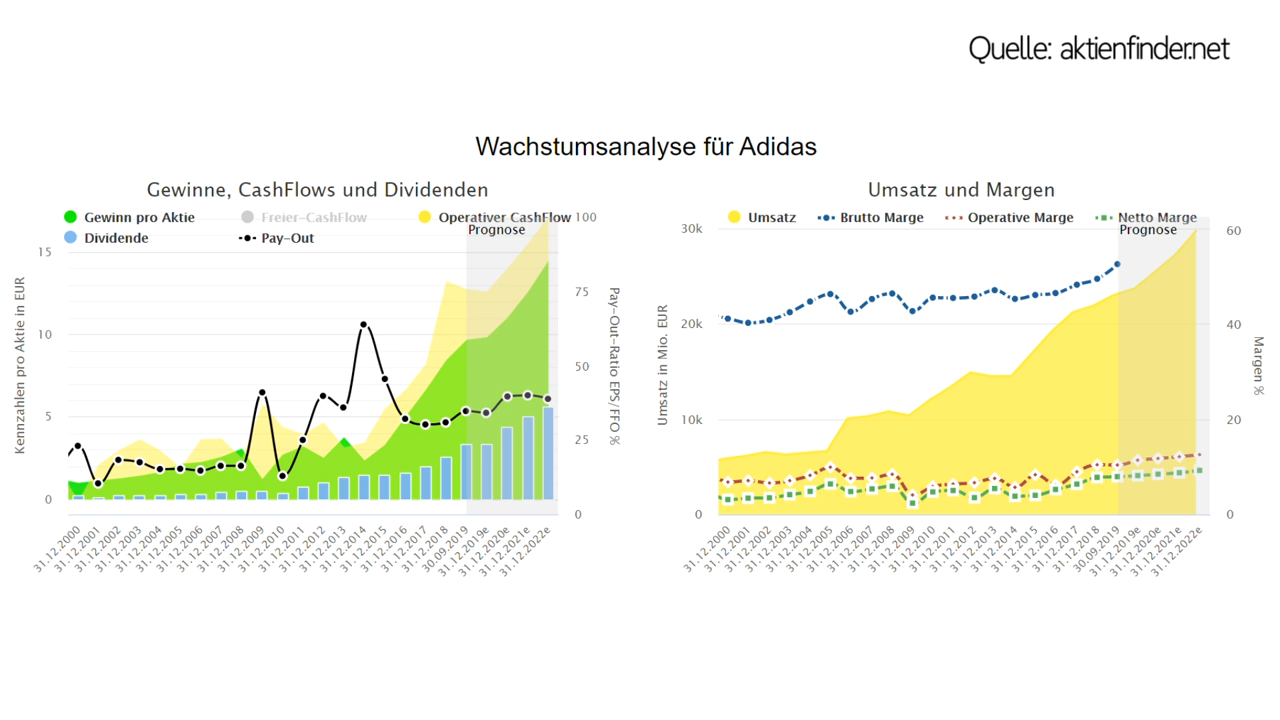 Quelle: aktienfinder.net
Wachstumsanalyse für Adidas
Gewinne, CashFlows und Dividenden
Gewinn pro Aktie
Freier-CashFlow
Operativer CashFlow
Dividende
Pay-Out
Prognose
Kennzahlen pro Aktie in EUR
15
10
5
0
100
75
50
25
0
Pay-Out-Ratio EPS/FFO %
31.12.2000
31.12.2001
31.12.2002
31.12.2003
31.12.2004
31.12.2005
31.12.2006
31.12.2007
31.12.2008
31.12.2009
31.12.2010
31.12.2011
31.12.2012
31.12.2013
31.12.2014
31.12.2015
31.12.2016
31.12.2017
31.12.2018
30.09.2019
31.12.2019e
31.12.2020e
31.12.2021e
31.12.2022e
Umsatz und Margen
Umsatz
Brutto Marge
Operative Marge
Netto Marge
Prognose
Umsatz in Mio. EUR
30k
20k
10k
0
60
40
20
0
Margen %
31.12.2000
31.12.2001
31.12.2002
31.12.2003
31.12.2004
31.12.2005
31.12.2006
31.12.2007
31.12.2008
31.12.2009
31.12.2010
31.12.2011
31.12.2012
31.12.2013
31.12.2014
31.12.2015
31.12.2016
31.12.2017
31.12.2018
30.09.2019
31.12.2019e
31.12.2020e
31.12.2021e
31.12.2022e